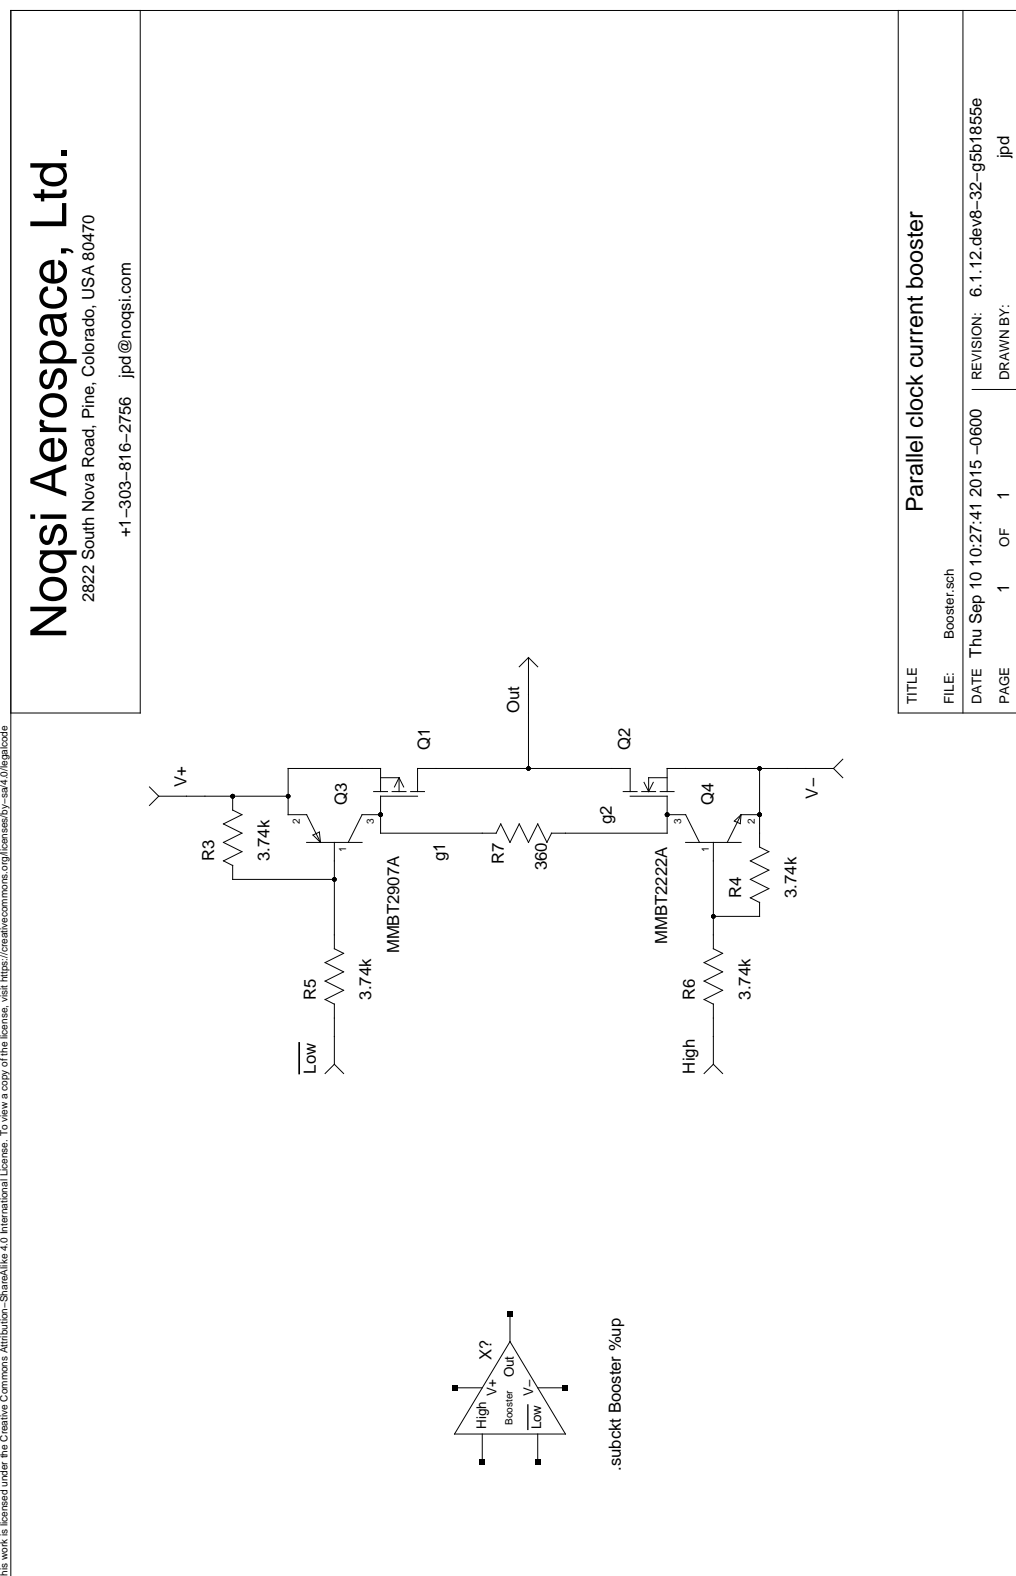 his work is licensed under the Creative Commons Attribution−ShareAlike 4.0 International License. To view a copy of the license, visit https://creativecommons.org/licenses/by−sa/4.0/legalcode
Noqsi Aerospace, Ltd.
2822 South Nova Road, Pine, Colorado, USA 80470
+1−303−816−2756 jpd@noqsi.com
V+
R3
3.74k
2
Q3
1
3
Q1
Low
R5
3.74k
MMBT2907A
g1
R7
360
Out
g2
Q2
MMBT2222A
3
Q4
1
2
R4
3.74k
High
R6
3.74k
V−
X?
High
V+
Booster
Out
Low
V−
.subckt Booster %up
TITLE
Parallel clock current booster
FILE: Booster.sch
DATE Thu Sep 10 10:27:41 2015 −0600
REVISION: 6.1.12.dev8−32−g5b1855e
PAGE 1 OF 1
DRAWN BY: jpd